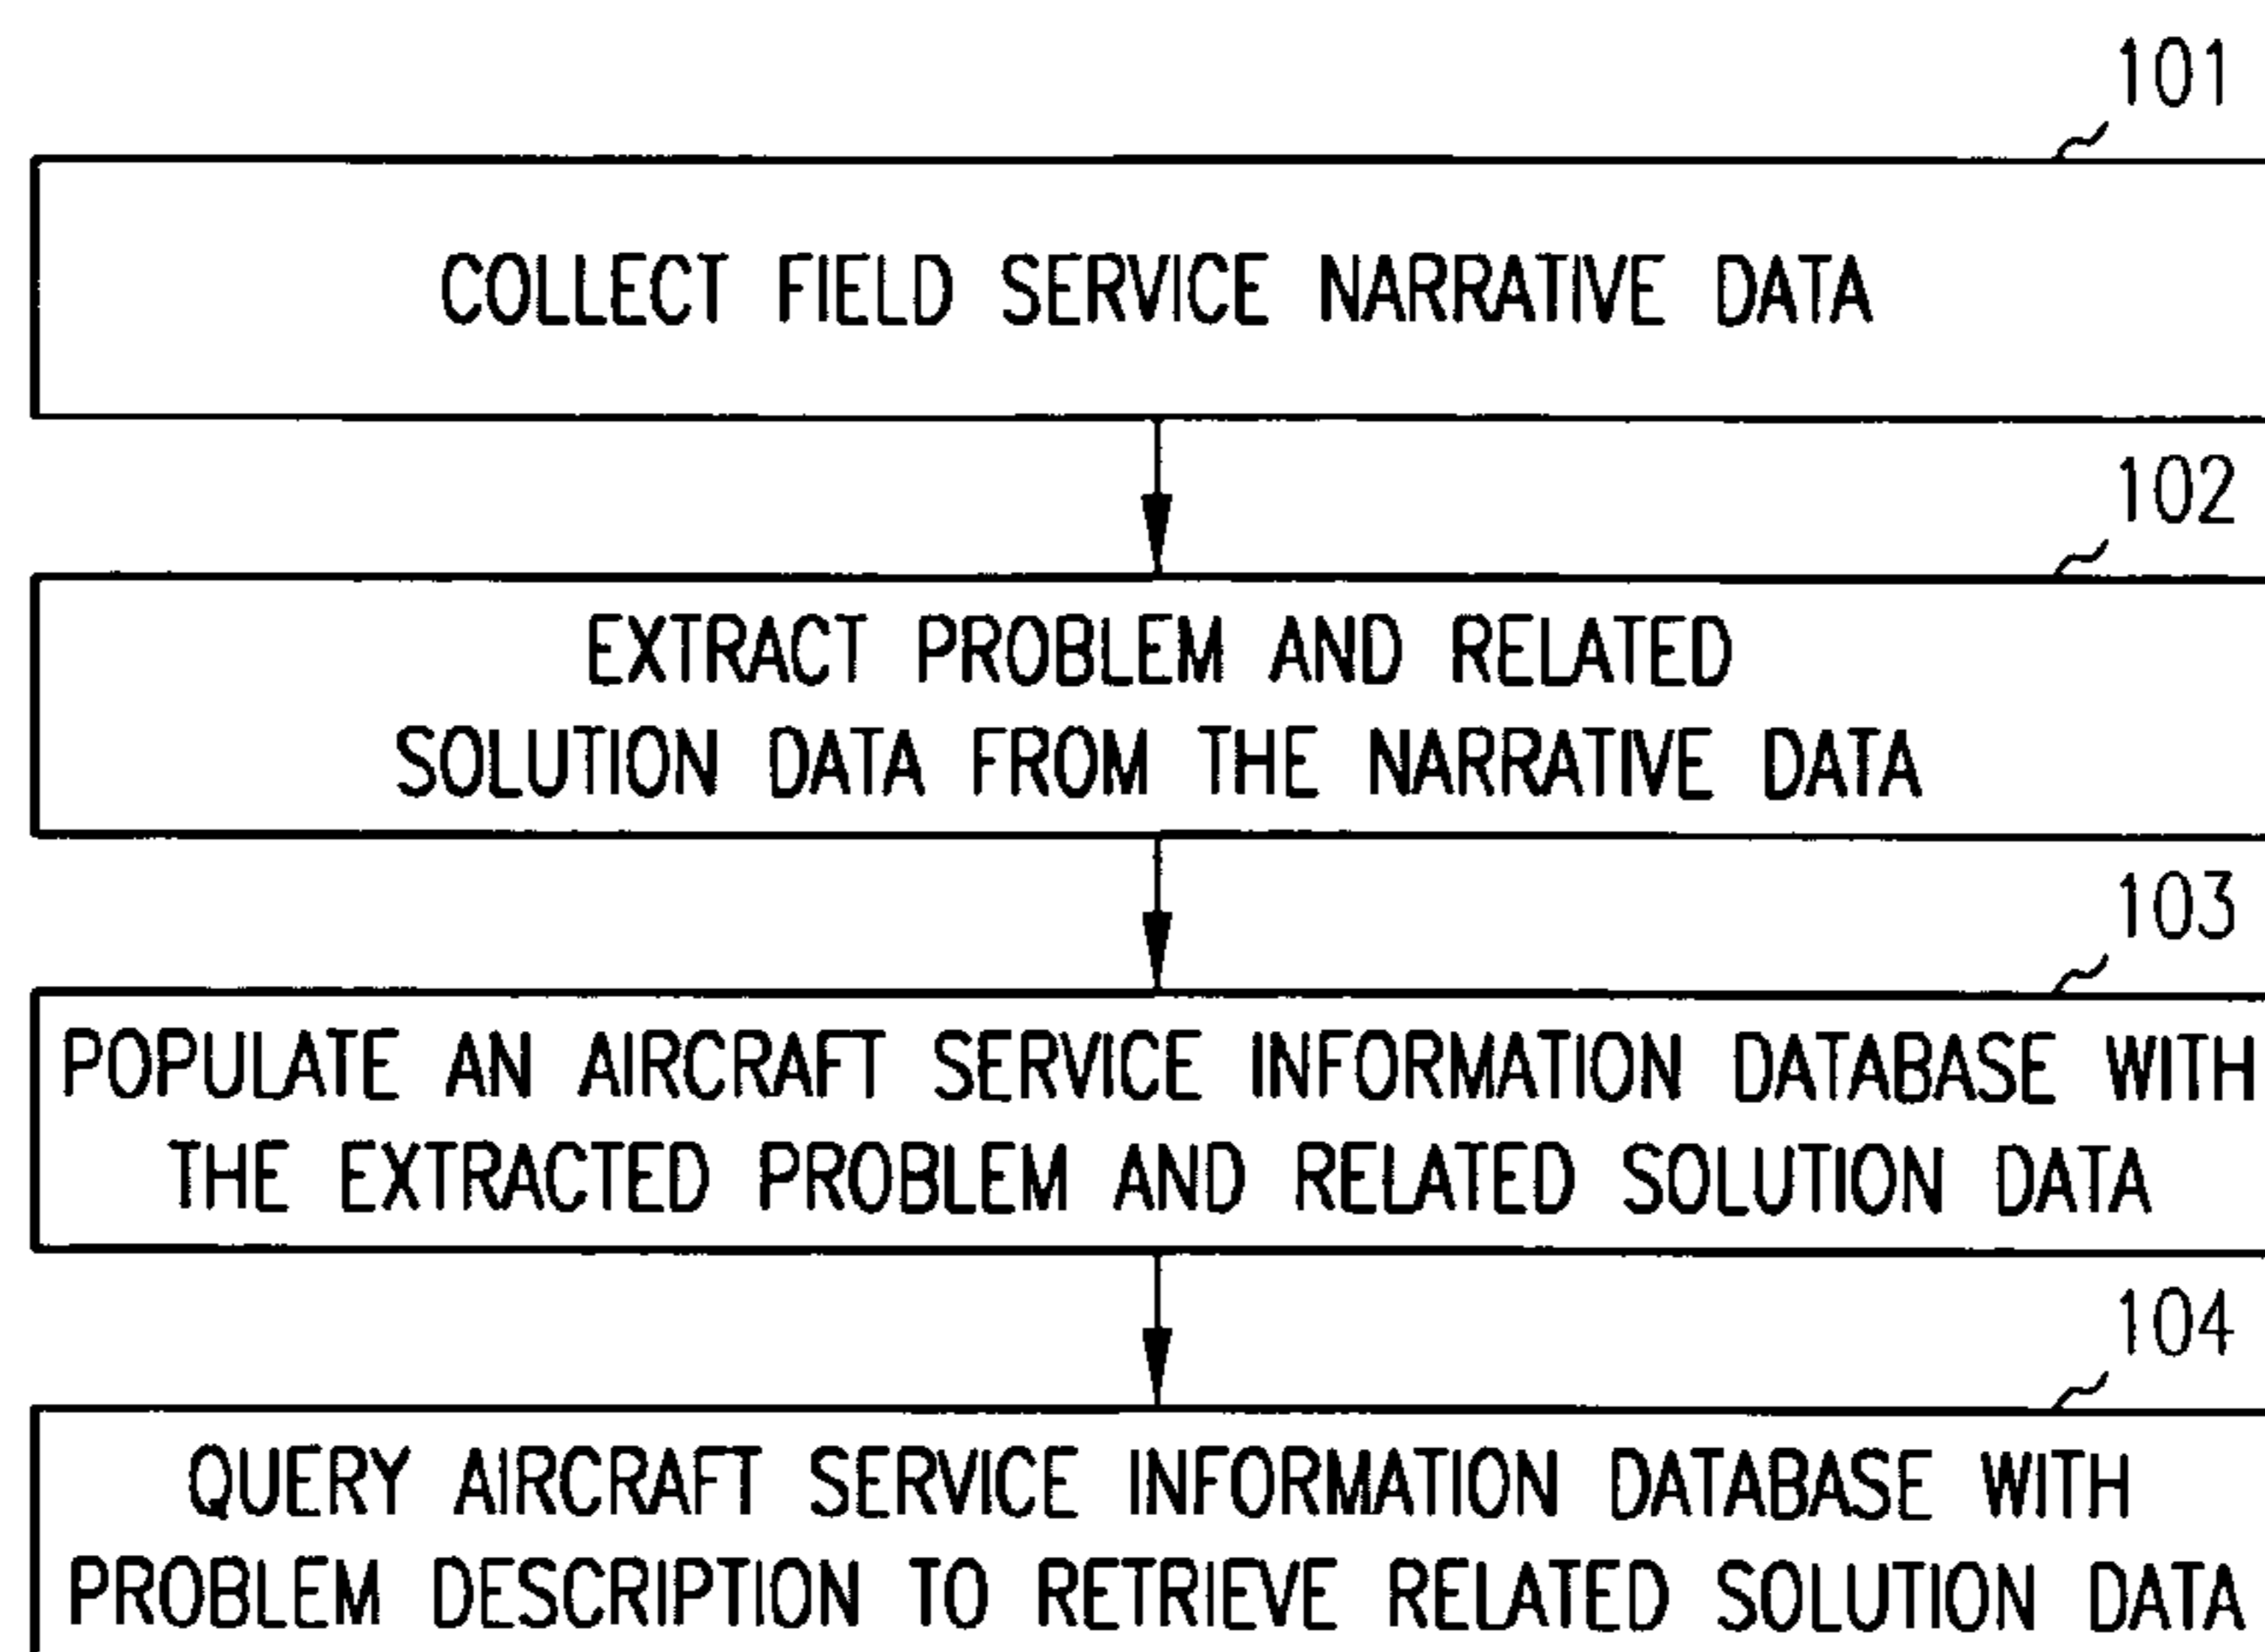 101
COLLECT FIELD SERVICE NARRATIVE DATA
102
EXTRACT PROBLEM AND RELATED
SOLUTION DATA FROM THE NARRATIVE DATA
103
POPULATE AN AIRCRAFT SERVICE INFORMATION DATABASE WITH
THE EXTRACTED PROBLEM AND RELATED SOLUTION DATA
104
QUERY AIRCRAFT SERVICE INFORMATION DATABASE WITH
PROBLEM DESCRIPTION TO RETRIEVE RELATED SOLUTION DATA